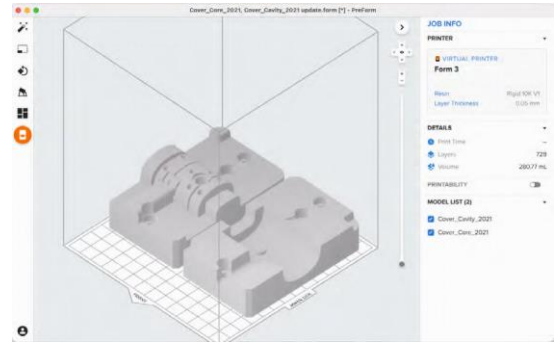 Cover_Core_2021, Cover_Cavity_2021 update.form [*] - PreForm
JOB INFO
PRINTER
VIRTUAL PRINTER
Form 3
Resin Rigid 10K V1
Layer Thickness 0.05 mm
DETAILS
Print Time --
Layers 729
Volume 280.77 mL
PRINTABILITY
MODEL LIST (2)
Cover_Cavity_2021
Cover_Core_2021